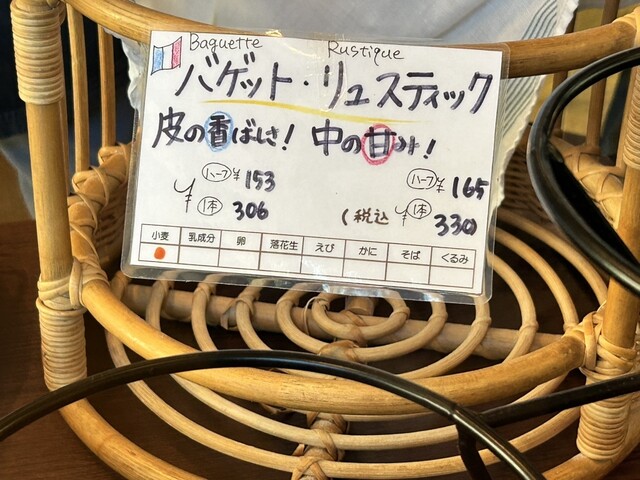 Baguette Rustique
バゲット・リュスティック
皮の香ばしさ! 中の甘み!
ハーフ ¥153 ハーフ ¥165
¥ 1本 306 (税込 ¥ 1本 330)
小麦 乳成分 卵 落花生 えび かに そば くるみ